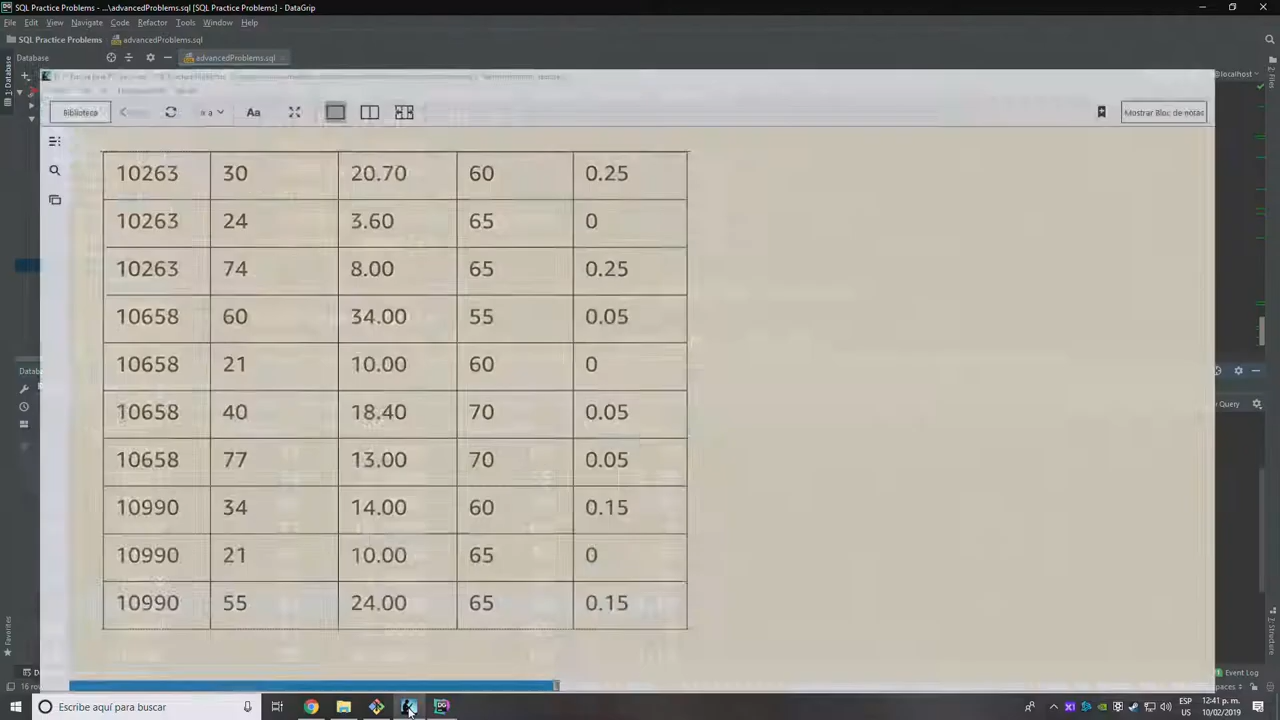 SQL Practice Problems - ...\advancedProblems.sql [SQL Practice Problems] - DataGrip
File Edit View Navigate Code Refactor Tools Window Help
SQL Practice Problems advancedProblems.sql
Database advancedProblems.sql
1: Database
@localhost
2: Files
Biblioteca Aa Mostrar Bloc de notas
10263 30 20.70 60 0.25
10263 24 3.60 65 0
10263 74 8.00 65 0.25
10658 60 34.00 55 0.05
10658 21 10.00 60 0
10658 40 18.40 70 0.05
10658 77 13.00 70 0.05
10990 34 14.00 60 0.15
10990 21 10.00 65 0
10990 55 24.00 65 0.15
Query
2: Favorites
Event Log
16
Escribe aquí para buscar
ESP 12:41 p. m.
US 10/02/2019